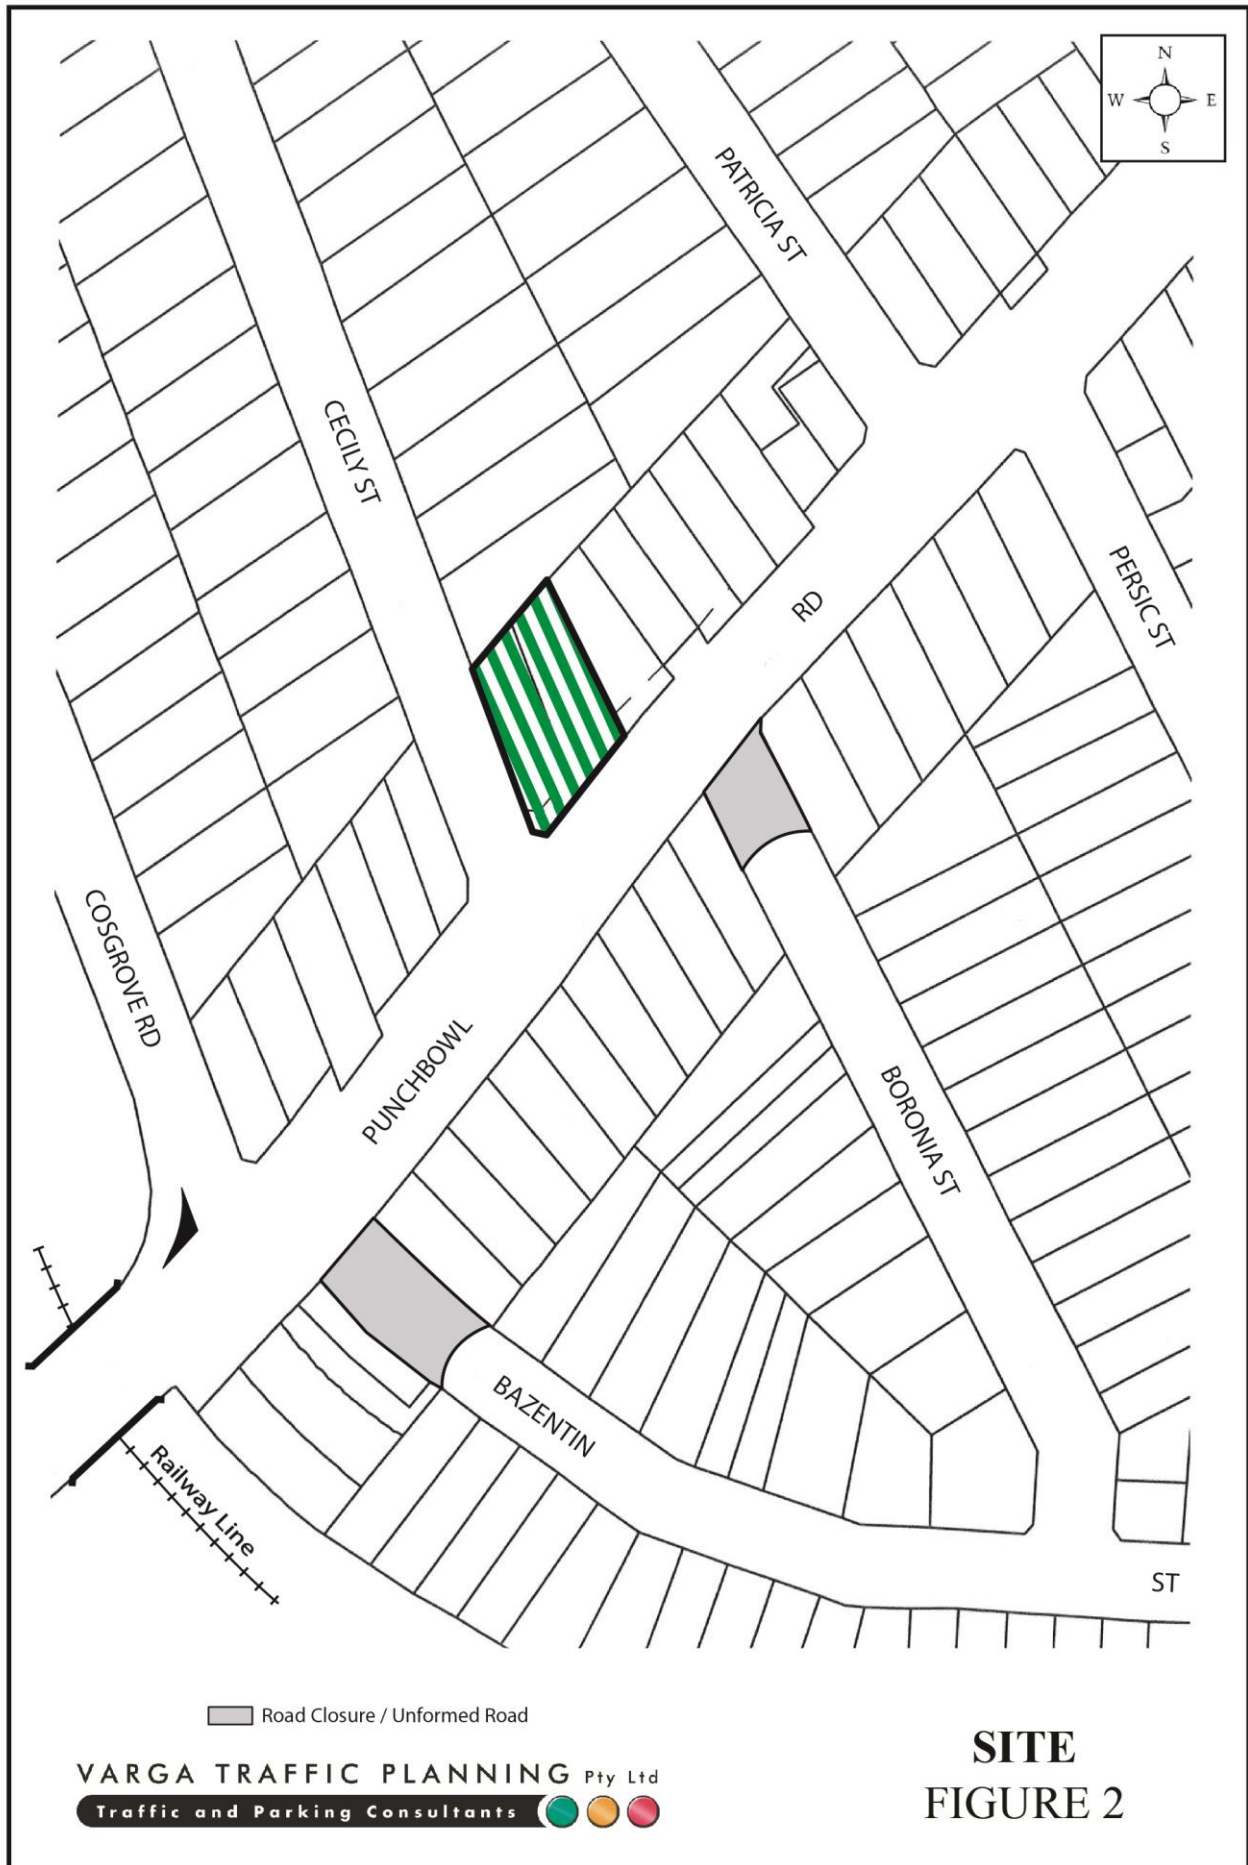 N
W E
S
PATRICIA ST
CECILY ST
PERSIC ST
RD
COSGROVE RD
PUNCHBOWL
BORONIA ST
BAZENTIN
Railway Line
ST
Road Closure / Unformed Road
VARGA TRAFFIC PLANNING Pty Ltd
Traffic and Parking Consultants
SITE
FIGURE 2